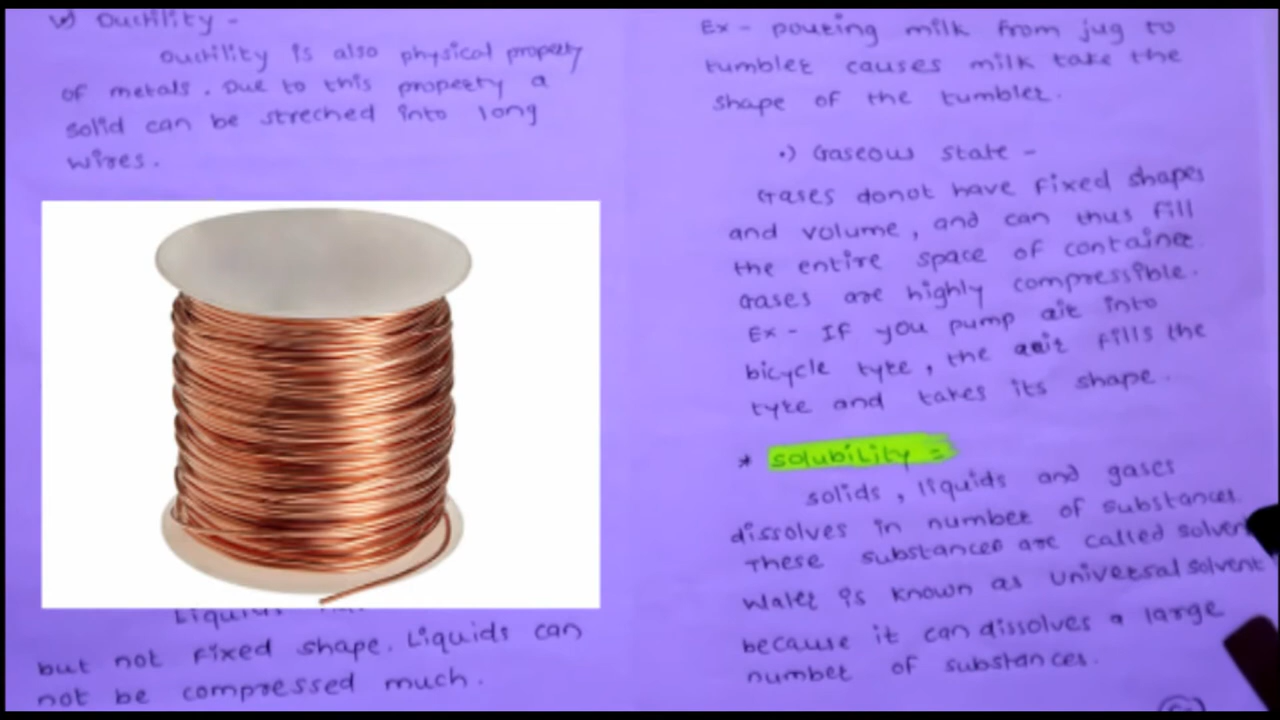 v) Ductility -
Ductility is also physical property
of metals. Due to this property a
solid can be streched into long
wires.
Liquids
but not fixed shape. Liquids can
not be compressed much.
Ex - pouring milk from jug to
tumbler causes milk take the
shape of the tumbler.
•) Gaseous state -
Gases donot have fixed shapes
and volume, and can thus fill
the entire space of container.
Gases are highly compressible.
Ex - If you pump air into
bicycle tyre, the air fills the
tyre and takes its shape.
* Solubility =
solids, liquids and gases
dissolves in number of substances.
These substances are called solvent
Water is known as universal solvent
because it can dissolves a large
number of substances.